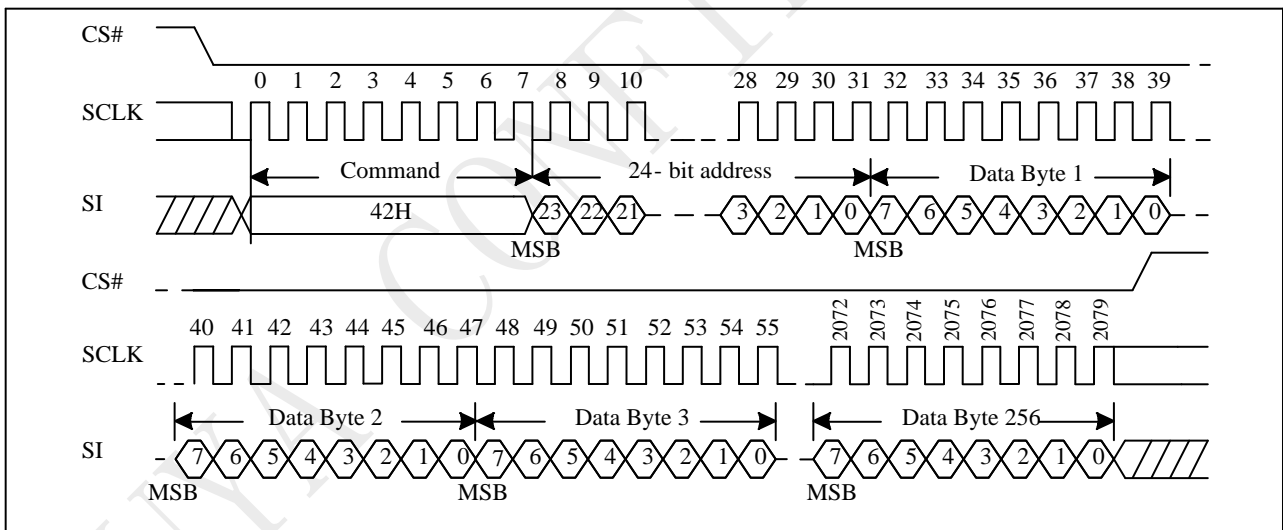 CS#
0 1 2 3 4 5 6 7 8 9 10 28 29 30 31 32 33 34 35 36 37 38 39
SCLK
Command 24- bit address Data Byte 1
SI 42H 23 22 21 3 2 1 0 7 6 5 4 3 2 1 0
MSB MSB
CS#
40 41 42 43 44 45 46 47 48 49 50 51 52 53 54 55 2072 2073 2074 2075 2076 2077 2078 2079
SCLK
Data Byte 2 Data Byte 3 Data Byte 256
SI 7 6 5 4 3 2 1 0 7 6 5 4 3 2 1 0 7 6 5 4 3 2 1 0
MSB MSB MSB